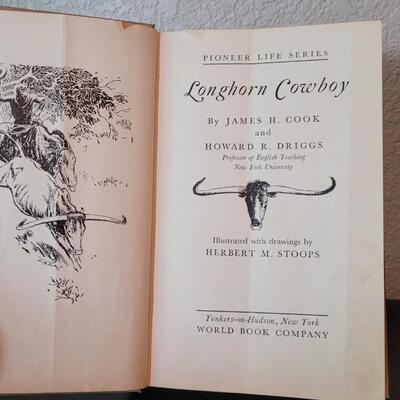 PIONEER LIFE SERIES
Longhorn Cowboy
By JAMES H. COOK
and
HOWARD R. DRIGGS
Professor of English Teaching
New York University
Illustrated with drawings by
HERBERT M. STOOPS
Yonkers-on-Hudson, New York
WORLD BOOK COMPANY